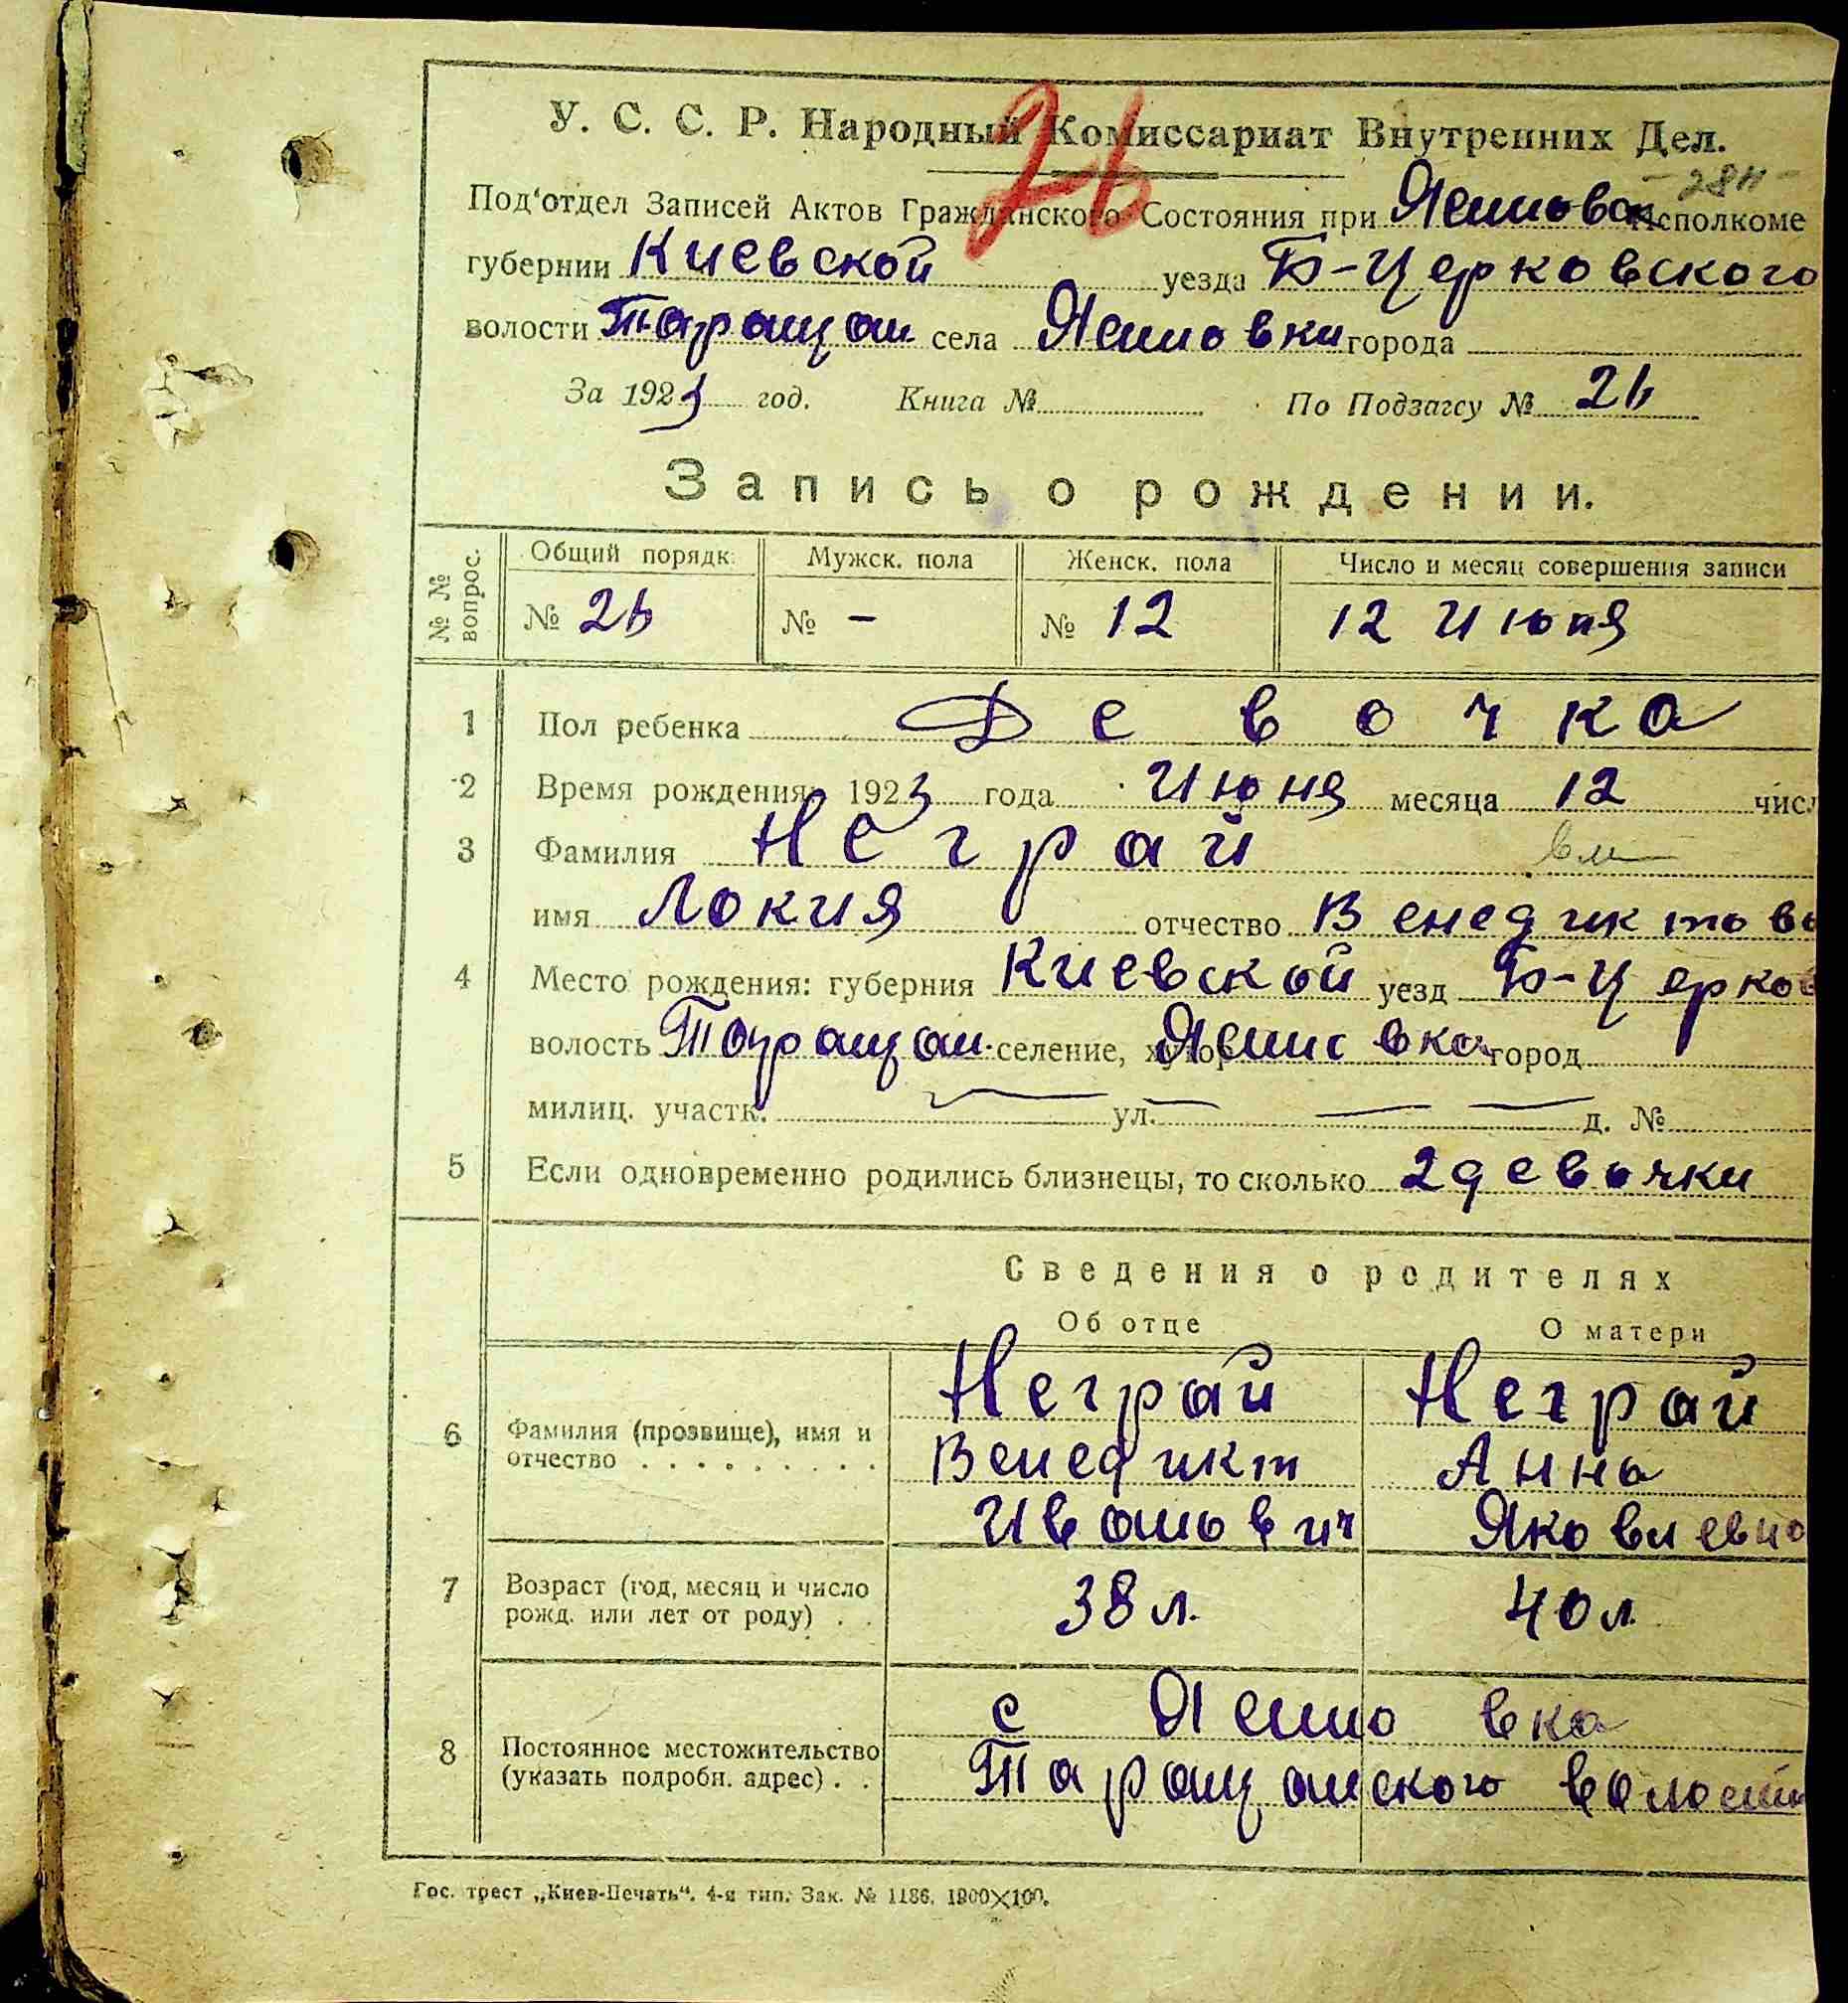 26
У. С. С. Р. Народный Комиссариат Внутренних Дел.
Под‘отдел Записей Актов Гражданского Состояния при Исполкоме
губернии Киевской уезда Б-Церковского
волости Таращан села города
За 1923 год. Книга № По Подзагсу № 26
Запись о рождении.
№ № вопрос. Общий порядк. Мужск. пола Женск. пола Число и месяц совершения записи
№ 26 № – № 12 12 Июня
1 Пол ребенка Девочка
2 Время рождения: 1923 года Июня месяца 12 числ
3 Фамилия Неграй
имя Локия отчество Венедиктов
4 Место рождения: губерния Киевской уезд Б-Церков
волость Таращан. селение, город
милиц. участк. ул. д. №
5 Если одновременно родились близнецы, то сколько 2 девочки
Сведения о родителях
Об отце О матери
6 Фамилия (прозвище), имя и отчество . . . . . . . . . Неграй Неграй
Венедикт Анна
Иванович Яковлевна
7 Возраст (год, месяц и число рожд. или лет от роду) . . 38 л. 40 л.
8 Постоянное местожительство (указать подробн. адрес) . . с
Таращанского волости
Гос. трест „Киев-Печать“. 4-я тип. Зак. № 1186. 1800×100.